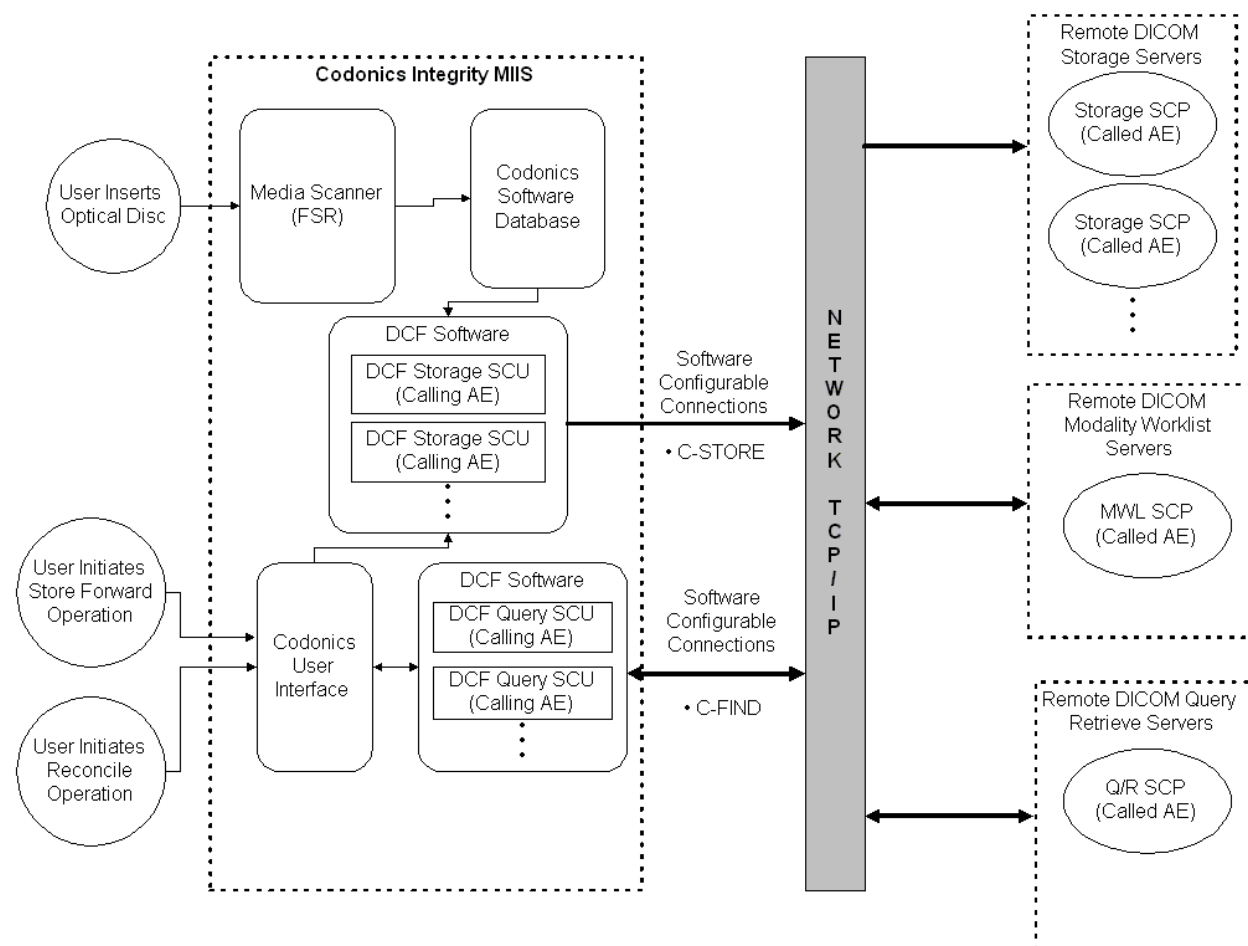 Codonics Integrity MIIS
User Inserts
Optical Disc
Media Scanner
(FSR)
Codonics
Software
Database
DCF Software
DCF Storage SCU
(Calling AE)
DCF Storage SCU
(Calling AE)
Software
Configurable
Connections
• C-STORE
User Initiates
Store Forward
Operation
User Initiates
Reconcile
Operation
Codonics
User
Interface
DCF Software
DCF Query SCU
(Calling AE)
DCF Query SCU
(Calling AE)
Software
Configurable
Connections
• C-FIND
NETWORK TCP/IP
Remote DICOM
Storage Servers
Storage SCP
(Called AE)
Storage SCP
(Called AE)
Remote DICOM
Modality Worklist
Servers
MWL SCP
(Called AE)
Remote DICOM Query
Retrieve Servers
Q/R SCP
(Called AE)